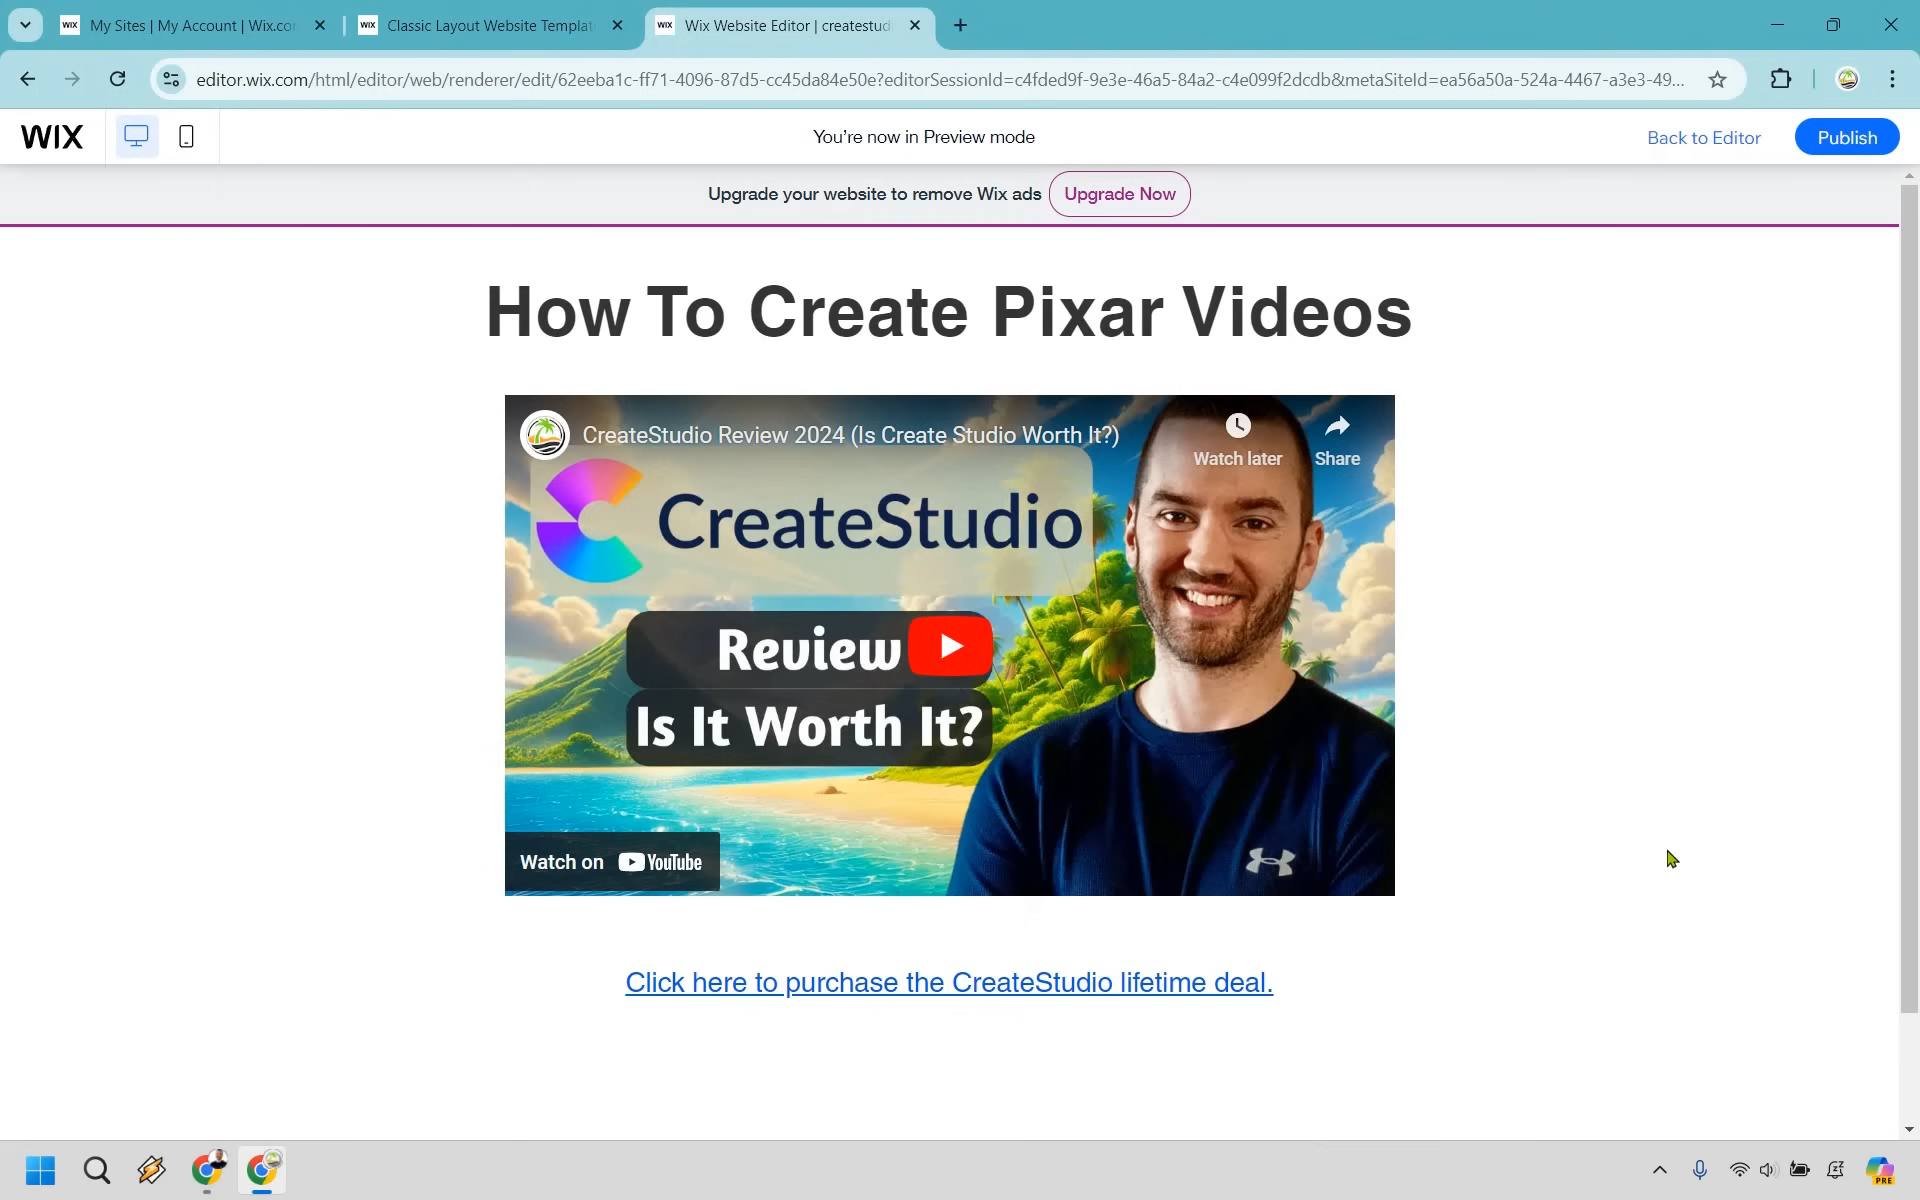 WIX My Sites | My Account | Wix.co
WIX Classic Layout Website Templat
WIX Wix Website Editor | createstud
editor.wix.com/html/editor/web/renderer/edit/62eeba1c-ff71-4096-87d5-cc45da84e50e?editorSessionId=c4fded9f-9e3e-46a5-84a2-c4e099f2dcdb&metaSiteId=ea56a50a-524a-4467-a3e3-49...
WIX
You're now in Preview mode
Back to Editor
Publish
Upgrade your website to remove Wix ads
Upgrade Now
How To Create Pixar Videos
CreateStudio Review 2024 (Is Create Studio Worth It?)
Watch later
Share
CreateStudio
Review
Is It Worth It?
Watch on YouTube
Click here to purchase the CreateStudio lifetime deal.
PRE